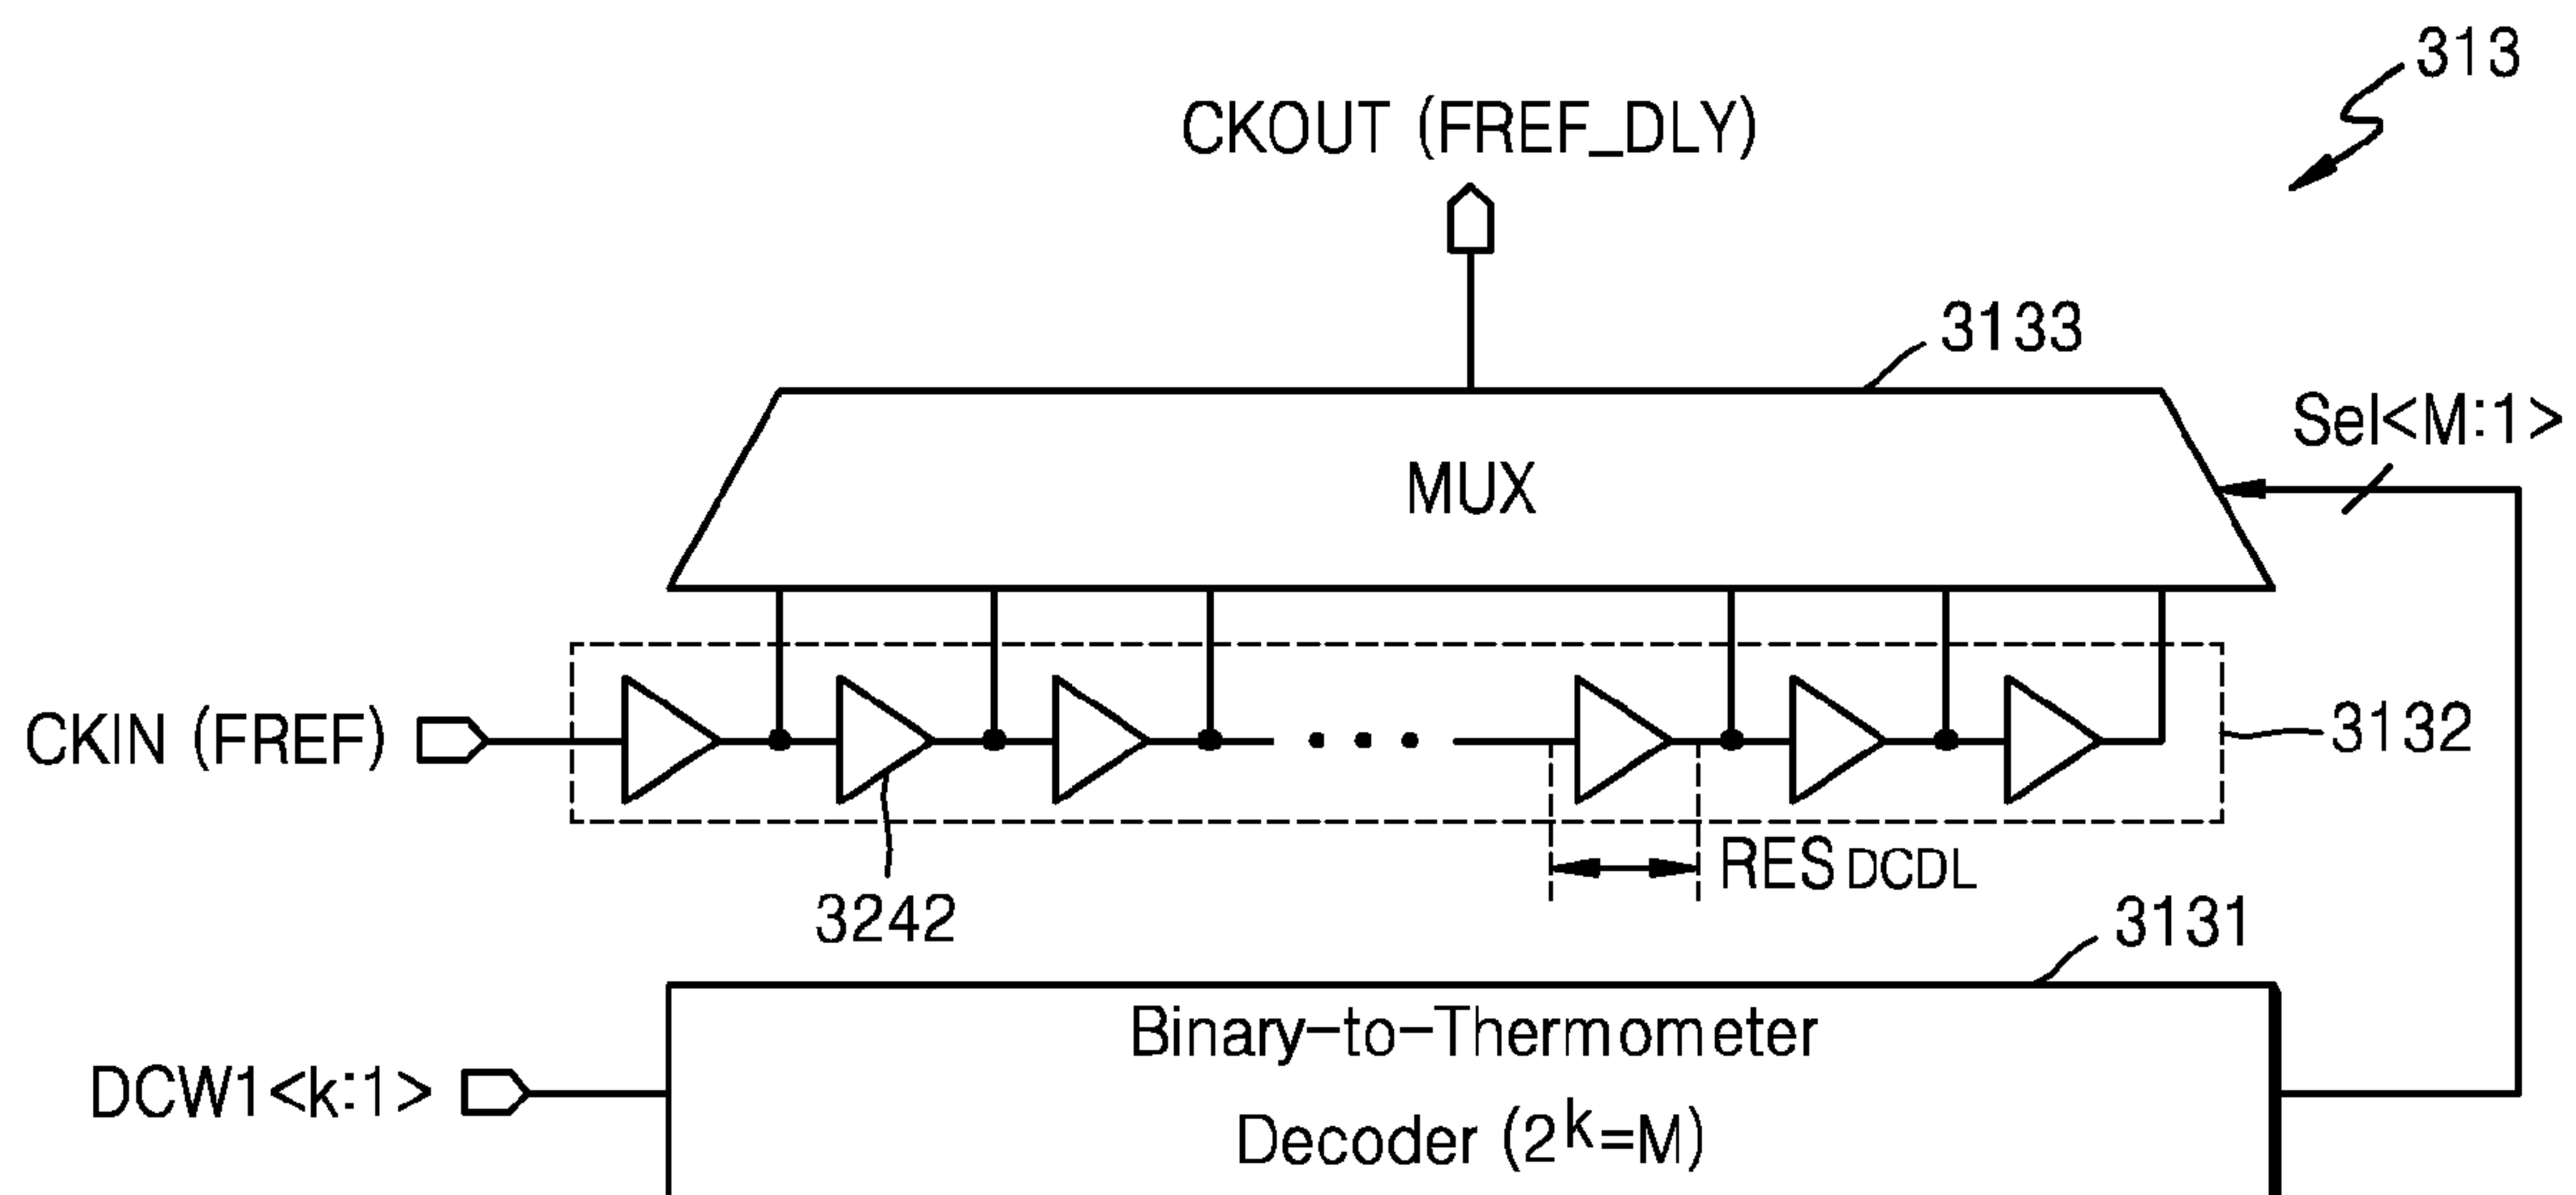 313
CKOUT (FREF_DLY)
3133
Sel<M:1>
MUX
CKIN (FREF)
3132
RES DCDL
3242
3131
Binary-to-Thermometer
DCW1<k:1>
Decoder (2^k=M)